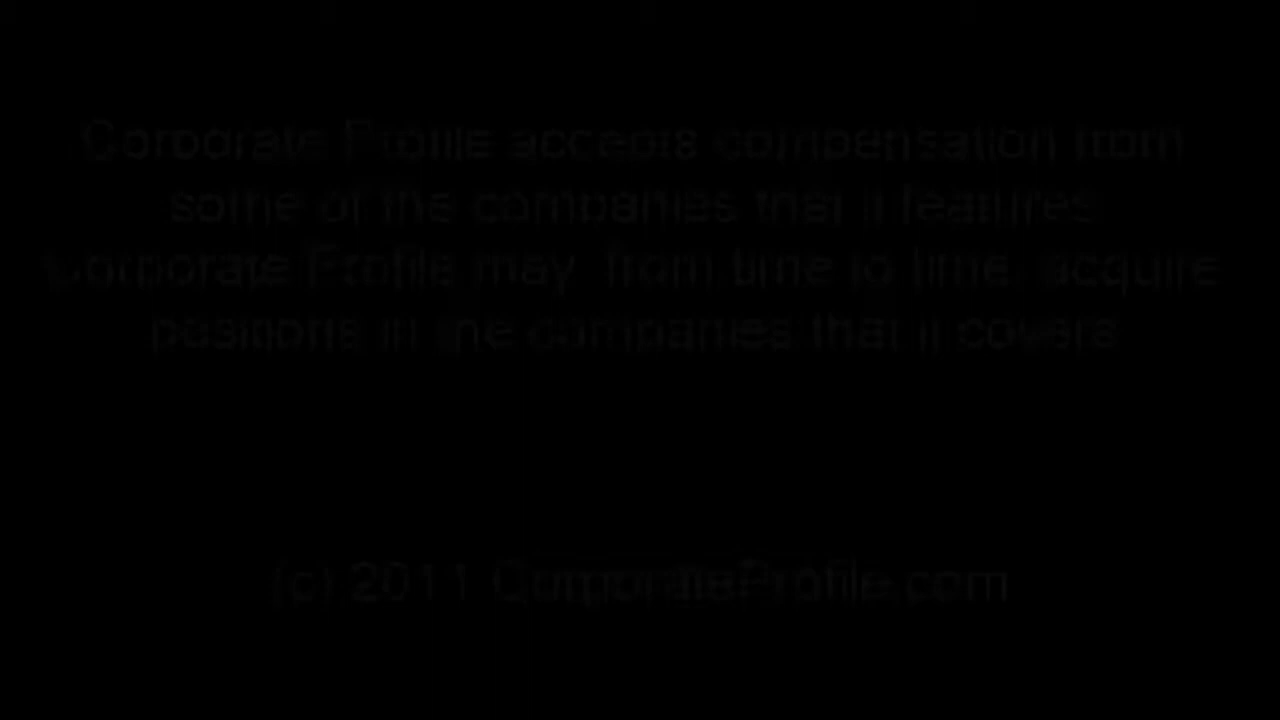 Corporate Profile accepts compensation from
some of the companies that it features
Corporate Profile may, from time to time, acquire
positions in the companies that it covers
(c) 2011 CorporateProfile.com